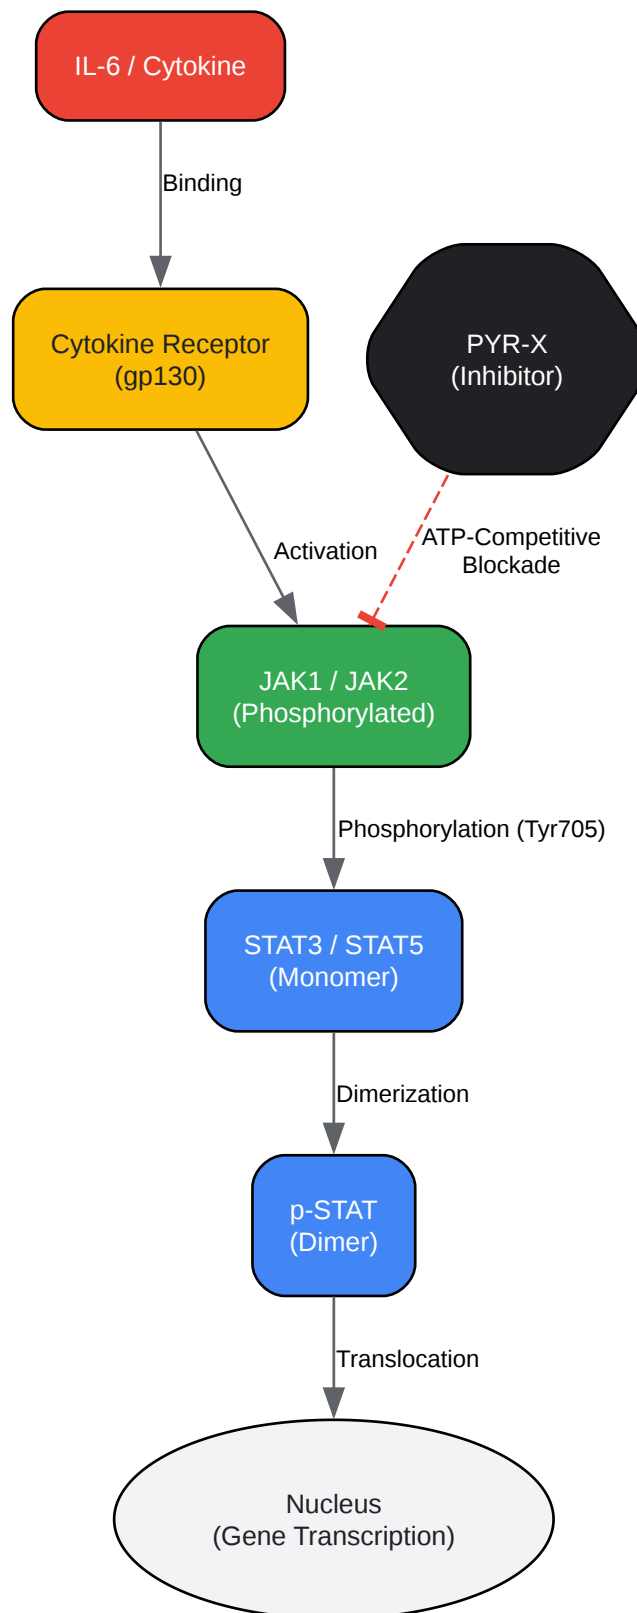 IL-6 / Cytokine
Binding
Cytokine Receptor
(gp130)
PYR-X
(Inhibitor)
Activation
ATP-Competitive
Blockade
JAK1 / JAK2
(Phosphorylated)
Phosphorylation (Tyr705)
STAT3 / STAT5
(Monomer)
Dimerization
p-STAT
(Dimer)
Translocation
Nucleus
(Gene Transcription)